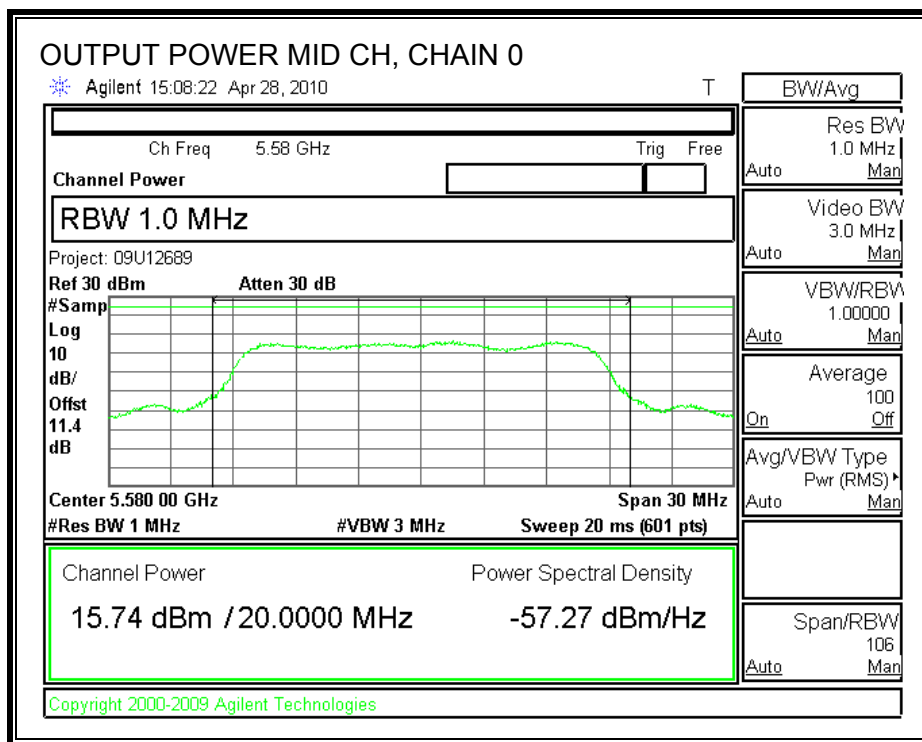 OUTPUT POWER MID CH, CHAIN 0
Agilent 15:08:22 Apr 28, 2010 T
Ch Freq 5.58 GHz Trig Free
Channel Power
RBW 1.0 MHz
Project: 09U12689
Ref 30 dBm Atten 30 dB
#Samp
Log
10
dB/
Offst
11.4
dB
Center 5.580 00 GHz Span 30 MHz
#Res BW 1 MHz #VBW 3 MHz Sweep 20 ms (601 pts)
Channel Power Power Spectral Density
15.74 dBm / 20.0000 MHz -57.27 dBm/Hz
Copyright 2000-2009 Agilent Technologies
BW/Avg
Res BW
1.0 MHz
Auto Man
Video BW
3.0 MHz
Auto Man
VBW/RBW
1.00000
Auto Man
Average
100
On Off
Avg/VBW Type
Pwr (RMS)
Auto Man
Span/RBW
106
Auto Man